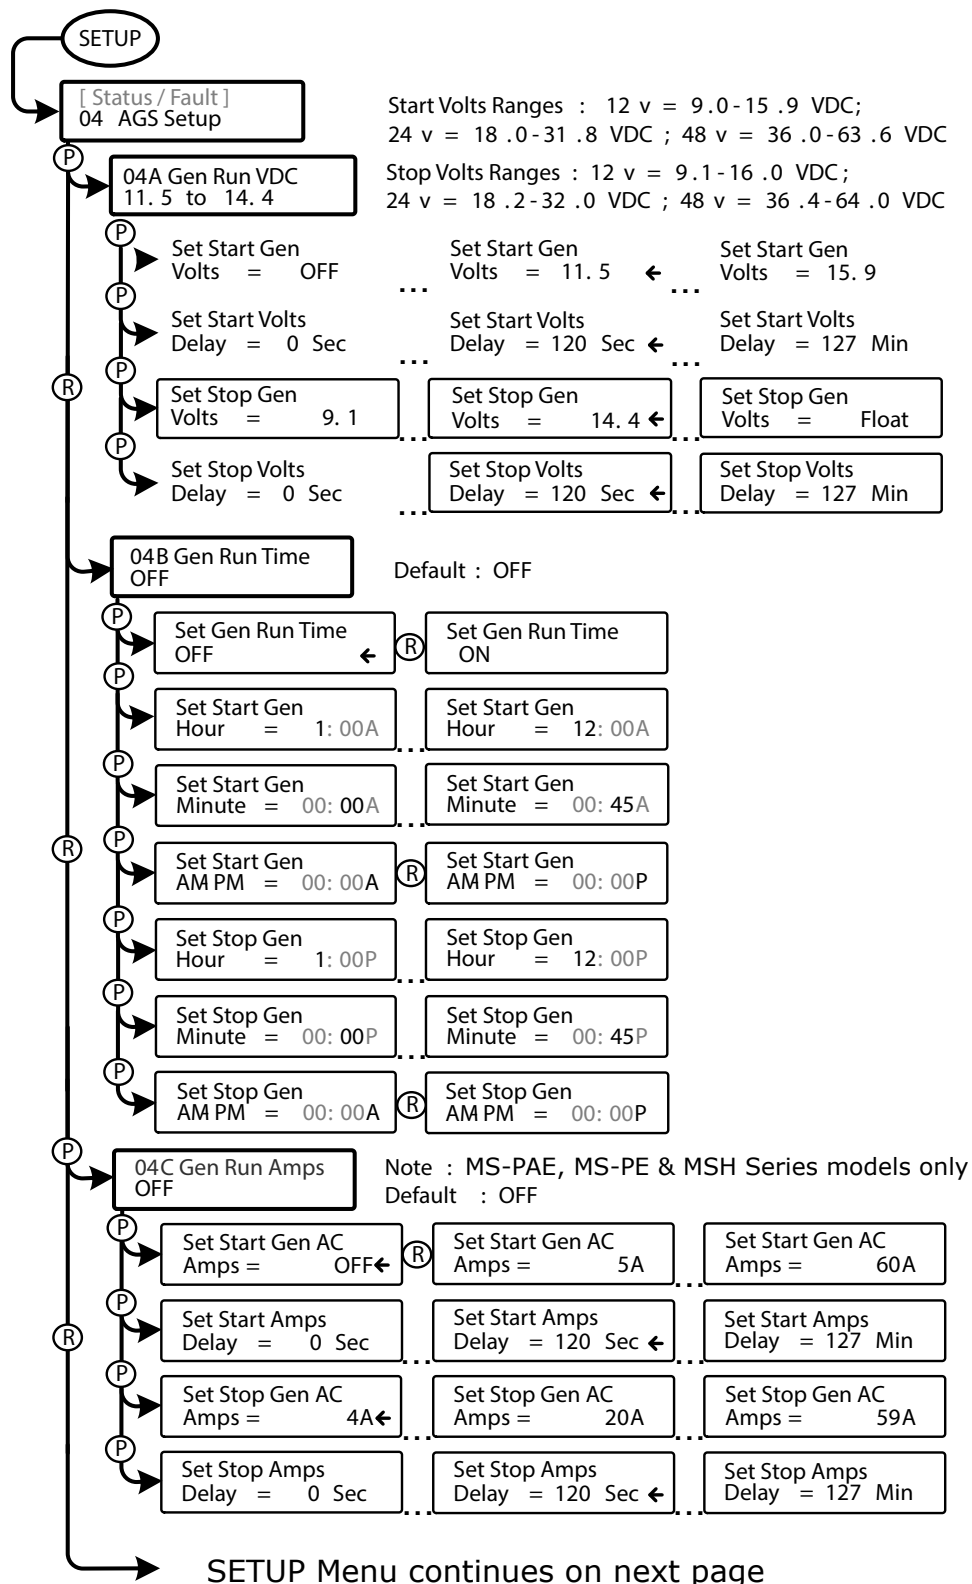 SETUP
[ Status / Fault ]
04 AGS Setup
Start Volts Ranges : 12 v = 9.0-15 .9 VDC;
24 v = 18 .0-31 .8 VDC ; 48 v = 36 .0-63 .6 VDC
P
04A Gen Run VDC
11. 5 to 14. 4
Stop Volts Ranges : 12 v = 9.1-16 .0 VDC ;
24 v = 18 .2-32 .0 VDC ; 48 v = 36 .4-64 .0 VDC
P
Set Start Gen
Volts = OFF
...
Set Start Gen
Volts = 11. 5 ←
...
Set Start Gen
Volts = 15. 9
P
Set Start Volts
Delay = 0 Sec
...
Set Start Volts
Delay = 120 Sec ←
...
Set Start Volts
Delay = 127 Min
R
P
Set Stop Gen
Volts = 9. 1
...
Set Stop Gen
Volts = 14. 4 ←
...
Set Stop Gen
Volts = Float
P
Set Stop Volts
Delay = 0 Sec
...
Set Stop Volts
Delay = 120 Sec ←
...
Set Stop Volts
Delay = 127 Min
04B Gen Run Time
OFF
Default : OFF
P
Set Gen Run Time
OFF ←
R
Set Gen Run Time
ON
P
Set Start Gen
Hour = 1: 00A
...
Set Start Gen
Hour = 12: 00A
P
Set Start Gen
Minute = 00: 00A
...
Set Start Gen
Minute = 00: 45A
R
P
Set Start Gen
AM PM = 00: 00A
R
Set Start Gen
AM PM = 00: 00P
P
Set Stop Gen
Hour = 1: 00P
...
Set Stop Gen
Hour = 12: 00P
P
Set Stop Gen
Minute = 00: 00P
...
Set Stop Gen
Minute = 00: 45P
P
Set Stop Gen
AM PM = 00: 00A
R
Set Stop Gen
AM PM = 00: 00P
P
04C Gen Run Amps
OFF
Note : MS-PAE, MS-PE & MSH Series models only
Default : OFF
P
Set Start Gen AC
Amps = OFF←
R
Set Start Gen AC
Amps = 5A
...
Set Start Gen AC
Amps = 60A
R
P
Set Start Amps
Delay = 0 Sec
...
Set Start Amps
Delay = 120 Sec ←
...
Set Start Amps
Delay = 127 Min
P
Set Stop Gen AC
Amps = 4A←
...
Set Stop Gen AC
Amps = 20A
...
Set Stop Gen AC
Amps = 59A
P
Set Stop Amps
Delay = 0 Sec
...
Set Stop Amps
Delay = 120 Sec ←
...
Set Stop Amps
Delay = 127 Min
SETUP Menu continues on next page